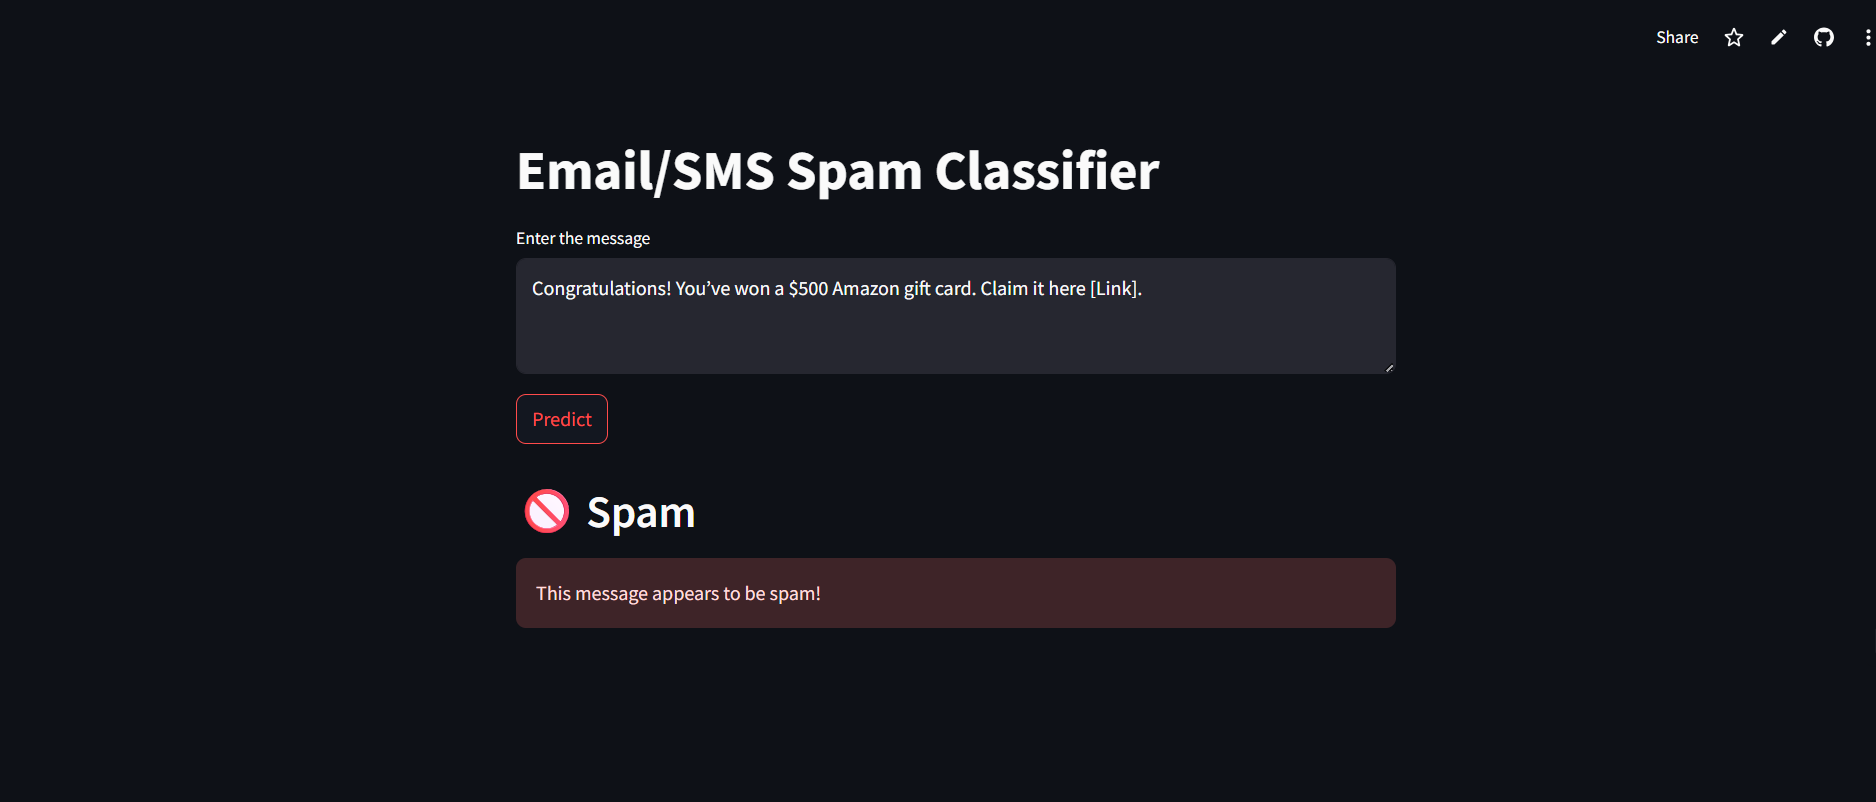 Share
Email/SMS Spam Classifier
Enter the message
Congratulations! You’ve won a $500 Amazon gift card. Claim it here [Link].
Predict
Spam
This message appears to be spam!